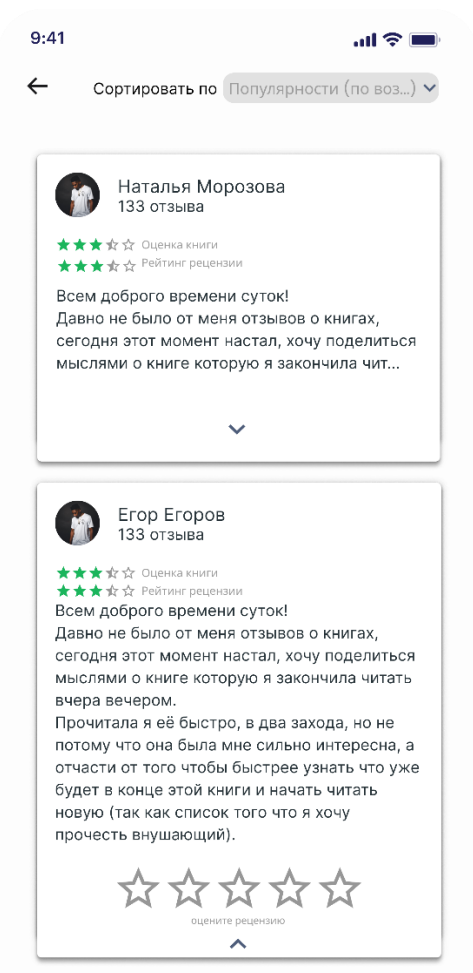 9:41
Сортировать по Популярности (по воз...)
Наталья Морозова
133 отзыва
Оценка книги
Рейтинг рецензии
Всем доброго времени суток!
Давно не было от меня отзывов о книгах,
сегодня этот момент настал, хочу поделиться
мыслями о книге которую я закончила чит...
Егор Егоров
133 отзыва
Оценка книги
Рейтинг рецензии
Всем доброго времени суток!
Давно не было от меня отзывов о книгах,
сегодня этот момент настал, хочу поделиться
мыслями о книге которую я закончила читать
вчера вечером.
Прочитала я её быстро, в два захода, но не
потому что она была мне сильно интересна, а
отчасти от того чтобы быстрее узнать что уже
будет в конце этой книги и начать читать
новую (так как список того что я хочу
прочесть внушающий).
оцените рецензию